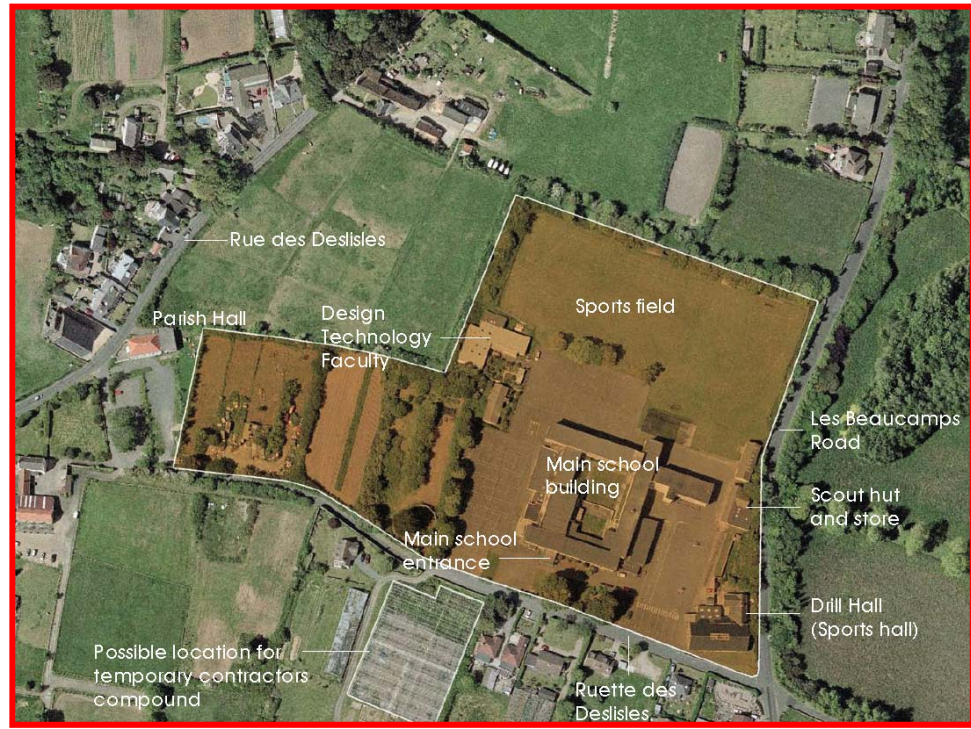 Rue des Deslisles
Parish Hall
Design
Technology
Faculty
Sports field
Les Beaucamps
Road
Main school
building
Scout hut
and store
Main school
entrance
Drill Hall
(Sports hall)
Possible location for
temporary contractors
compound
Ruette des
Deslisles